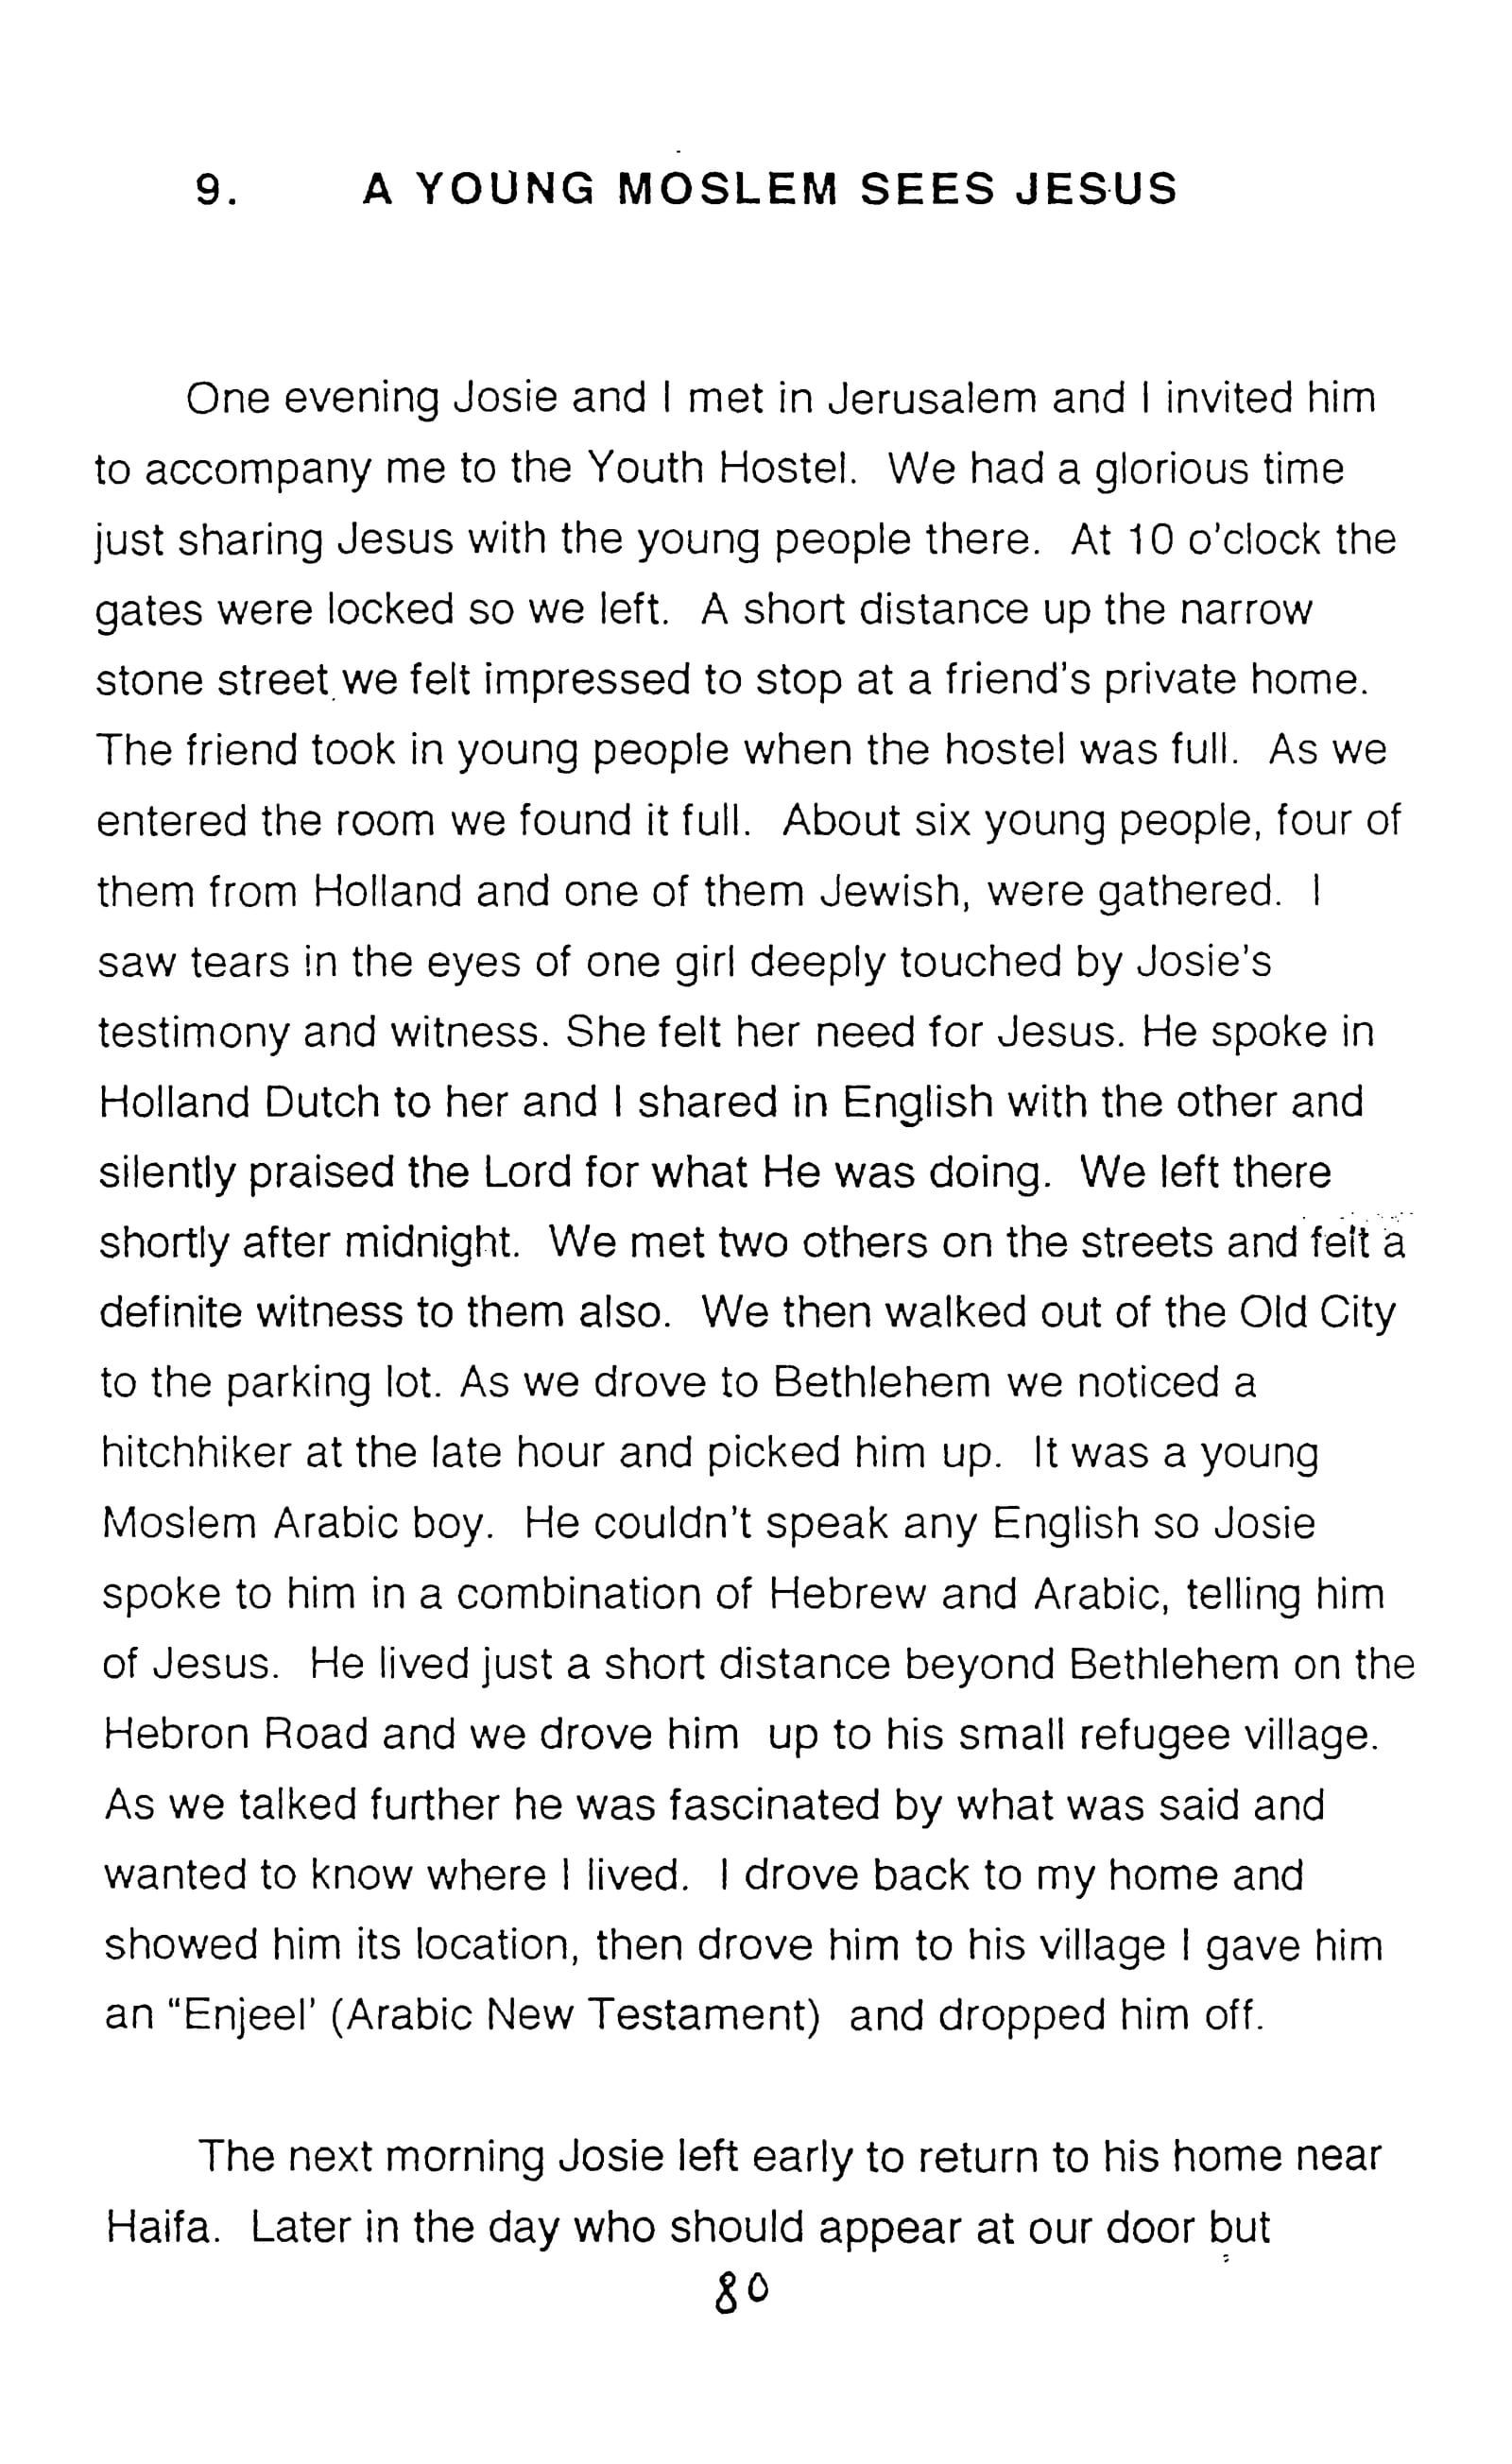 9. A YOUNG MOSLEM SEES JESUS
One evening Josie and I met in Jerusalem and I invited him
to accompany me to the Youth Hostel. We had a glorious time
just sharing Jesus with the young people there. At 10 o'clock the
gates were locked so we left. A short distance up the narrow
stone street we felt impressed to stop at a friend's private home.
The friend took in young people when the hostel was full. As we
entered the room we found it full. About six young people, four of
them from Holland and one of them Jewish, were gathered. I
saw tears in the eyes of one girl deeply touched by Josie's
testimony and witness. She felt her need for Jesus. He spoke in
Holland Dutch to her and I shared in English with the other and
silently praised the Lord for what He was doing. We left there
shortly after midnight. We met two others on the streets and felt a
definite witness to them also. We then walked out of the Old City
to the parking lot. As we drove to Bethlehem we noticed a
hitchhiker at the late hour and picked him up. It was a young
Moslem Arabic boy. He couldn't speak any English so Josie
spoke to him in a combination of Hebrew and Arabic, telling him
of Jesus. He lived just a short distance beyond Bethlehem on the
Hebron Road and we drove him up to his small refugee village.
As we talked further he was fascinated by what was said and
wanted to know where I lived. I drove back to my home and
showed him its location, then drove him to his village I gave him
an "Enjeel' (Arabic New Testament) and dropped him off.
The next morning Josie left early to return to his home near
Haifa. Later in the day who should appear at our door but
80